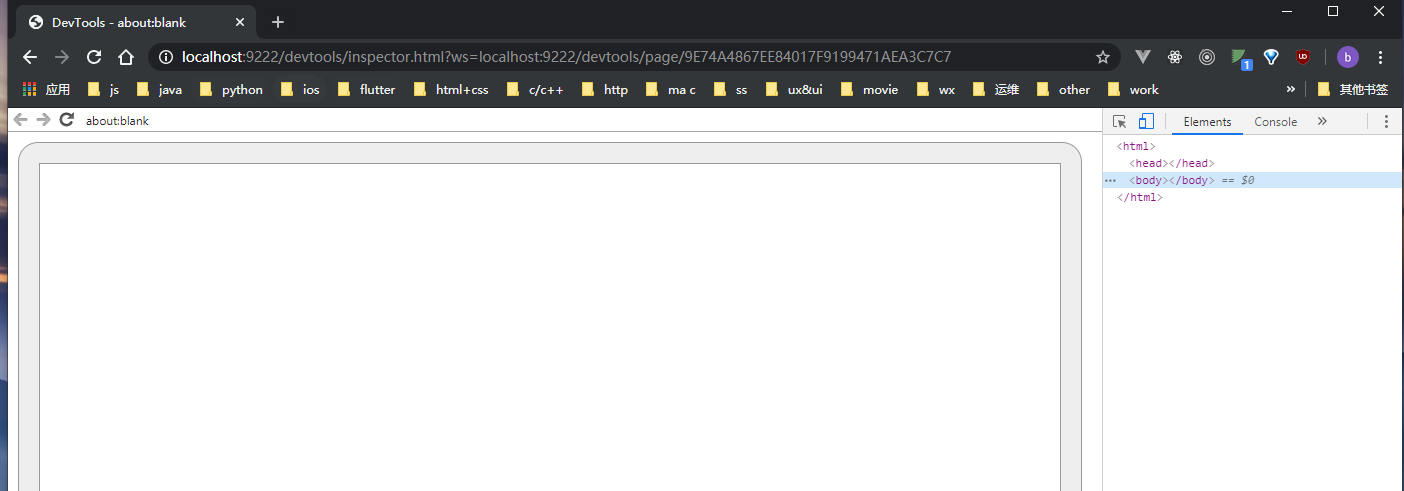 DevTools - about:blank
localhost:9222/devtools/inspector.html?ws=localhost:9222/devtools/page/9E74A4867EE84017F9199471AEA3C7C7
1
b
应用 js java python ios flutter html+css c/c++ http ma c ss ux&ui movie wx 运维 other work » 其他书签
about:blank
Elements Console »
<html>
<head></head>
... <body></body> == $0
</html>